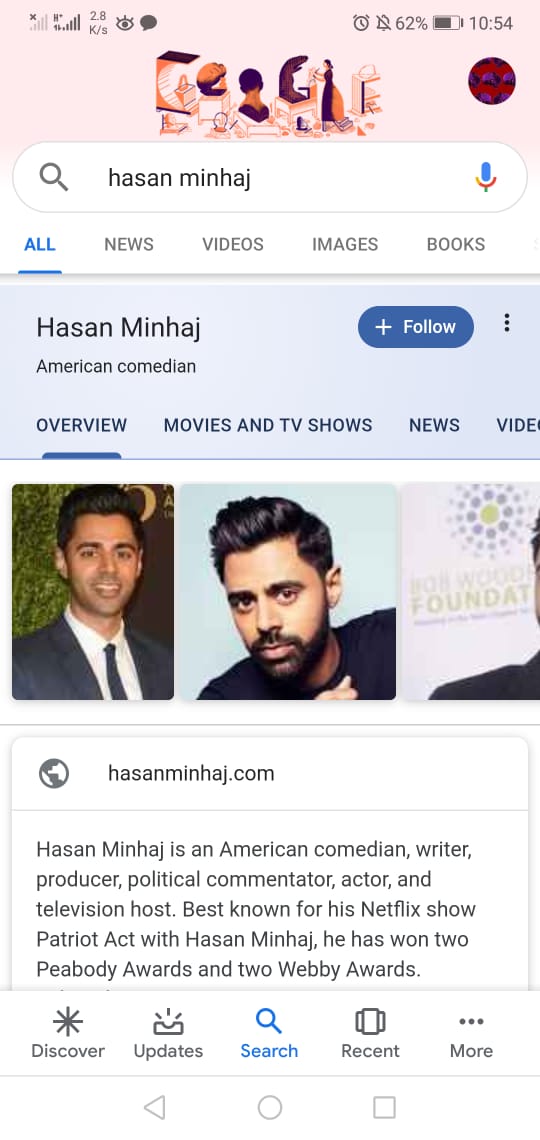 2.8
K/s
62%
10:54
hasan minhaj
ALL NEWS VIDEOS IMAGES BOOKS
Hasan Minhaj
+ Follow
American comedian
OVERVIEW MOVIES AND TV SHOWS NEWS VIDE
FOUNDAT
hasanminhaj.com
Hasan Minhaj is an American comedian, writer,
producer, political commentator, actor, and
television host. Best known for his Netflix show
Patriot Act with Hasan Minhaj, he has won two
Peabody Awards and two Webby Awards.
Discover Updates Search Recent More